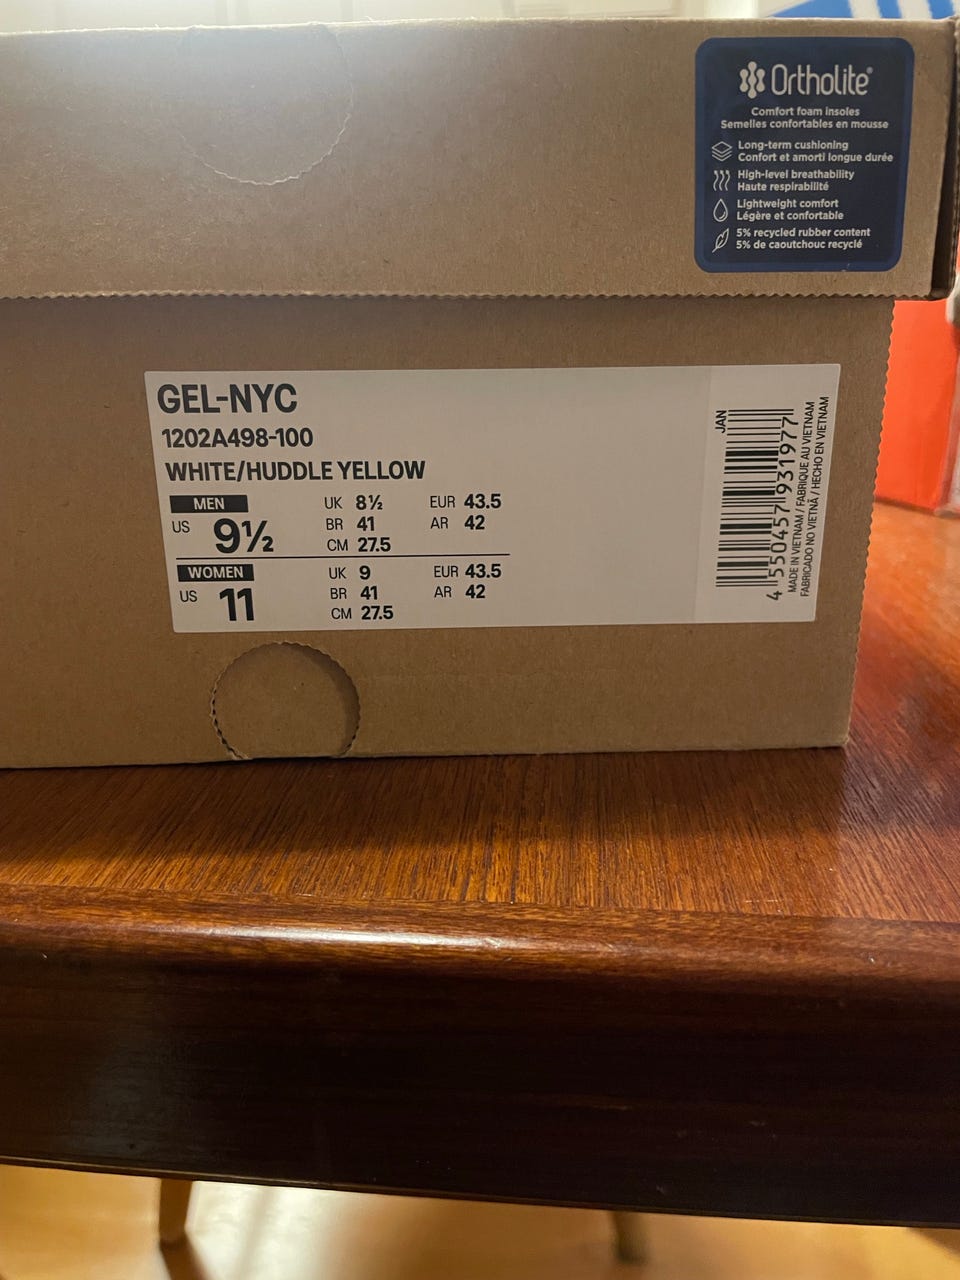 Ortholite®
Comfort foam insoles
Semelles confortables en mousse
Long-term cushioning
Confort et amorti longue durée
High-level breathability
Haute respirabilité
Lightweight comfort
Légère et confortable
5% recycled rubber content
5% de caoutchouc recyclé
GEL-NYC
1202A498-100
WHITE/HUDDLE YELLOW
MEN
US 9½
UK 8½ EUR 43.5
BR 41 AR 42
CM 27.5
WOMEN
US 11
UK 9 EUR 43.5
BR 41 AR 42
CM 27.5
JAN
4 550457 931977
MADE IN VIETNAM / FABRIQUE AU VIETNAM
FABRICADO NO VIETNÃ / HECHO EN VIETNAM